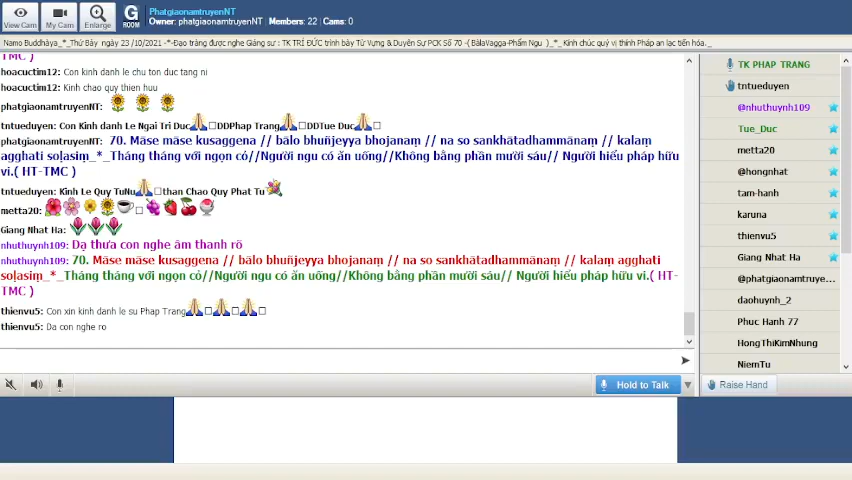 PhatgiaonamtruyenNT
Owner: phatgiaonamtruyenNT | Members: 22 | Cams: 0
View Cam
My Cam
Enlarge
G
ROOM
Namo Buddhàya_*_Thứ Bảy ngày 23 /10/2021 -*-Đạo tràng được nghe Giảng sư : TK TRÍ ĐỨC trình bày Từ Vựng & Duyên Sự PCK Số 70 -( BàlaVagga-Phẩm Ngu )_*_ Kính chúc quý vị thính Pháp an lạc tiến hóa._
TMC )
hoacuctim12: Con kinh danh le chu ton duc tang ni
hoacuctim12: Kinh chao quy thien huu
phatgiaonamtruyenNT:
tntueduyen: Con Kinh danh Le Ngai Tri Duc DDPhap Trang DDTue Duc
phatgiaonamtruyenNT: 70. Māse māse kusaggena // bālo bhuñjeyya bhojanaṃ // na so sankhātadhammānaṃ // kalaṃ
agghati soḷasiṃ_*_Tháng tháng với ngọn cỏ//Người ngu có ăn uống//Không bằng phần mười sáu// Người hiểu pháp hữu
vi.( HT-TMC )
tntueduyen: Kinh Le Quy TuNu than Chao Quy Phat Tu
metta20:
Giang Nhat Ha:
nhuthuynh109: Dạ thưa con nghe âm thanh rõ
nhuthuynh109: 70. Māse māse kusaggena // bālo bhuñjeyya bhojanaṃ // na so sankhātadhammānaṃ // kalaṃ agghati
soḷasiṃ_*_Tháng tháng với ngọn cỏ//Người ngu có ăn uống//Không bằng phần mười sáu// Người hiểu pháp hữu vi.( HT-
TMC )
thienvu5: Con xin kinh danh le su Phap Trang
thienvu5: Da con nghe ro
Hold to Talk
TK PHAP TRANG
tntueduyen
@nhuthuynh109
Tue_Duc
metta20
@hongnhat
tam-hanh
karuna
thienvu5
Giang Nhat Ha
@phatgiaonamtruye...
daohuynh_2
Phuc Hanh 77
HongThiKimNhung
NiemTu
Raise Hand